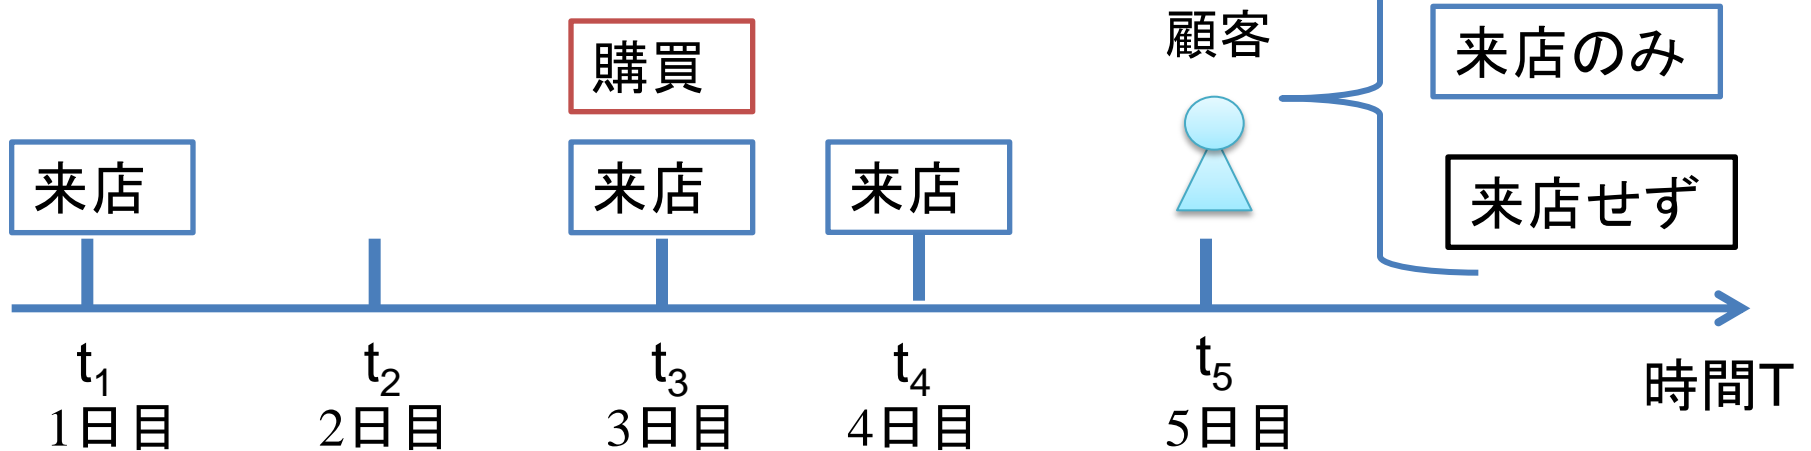 顧客
来店のみ
購買
来店
来店
来店
来店せず
t1
t2
t3
t4
t5
時間T
1日目
2日目
3日目
4日目
5日目